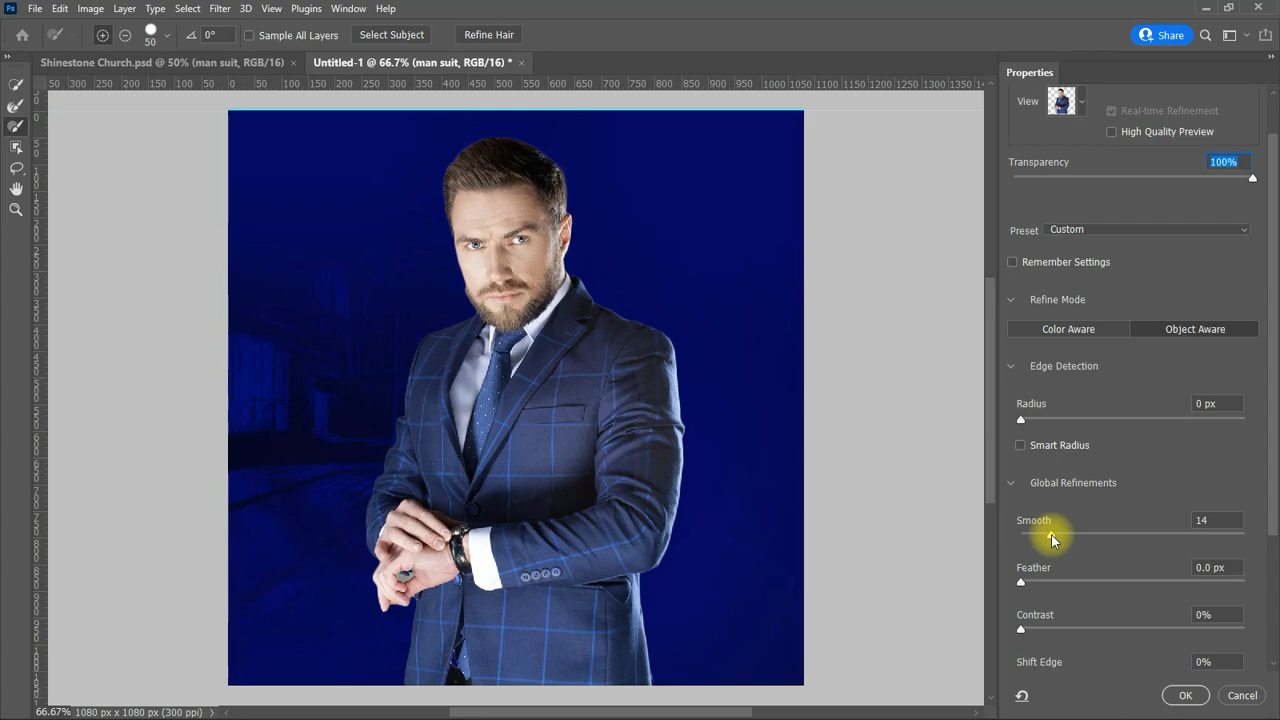 Ps File Edit Image Layer Type Select Filter 3D View Plugins Window Help
50 0° Sample All Layers Select Subject Refine Hair Share
Shinestone Church.psd @ 50% (man suit, RGB/16) × Untitled-1 @ 66.7% (man suit, RGB/16) * ×
300 250 200 150 100 50 0 50 100 150 200 250 300 350 400 450 500 550 600 650 700 750 800 850 900 950 1000 1050 1100 1150 1200 1250 1300 1350
Properties
View
Real-time Refinement
High Quality Preview
Transparency 100%
Preset Custom
Remember Settings
Refine Mode
Color Aware Object Aware
Edge Detection
Radius 0 px
Smart Radius
Global Refinements
Smooth 14
Feather 0.0 px
Contrast 0%
Shift Edge 0%
OK Cancel
66.67% 1080 px x 1080 px (300 ppi)